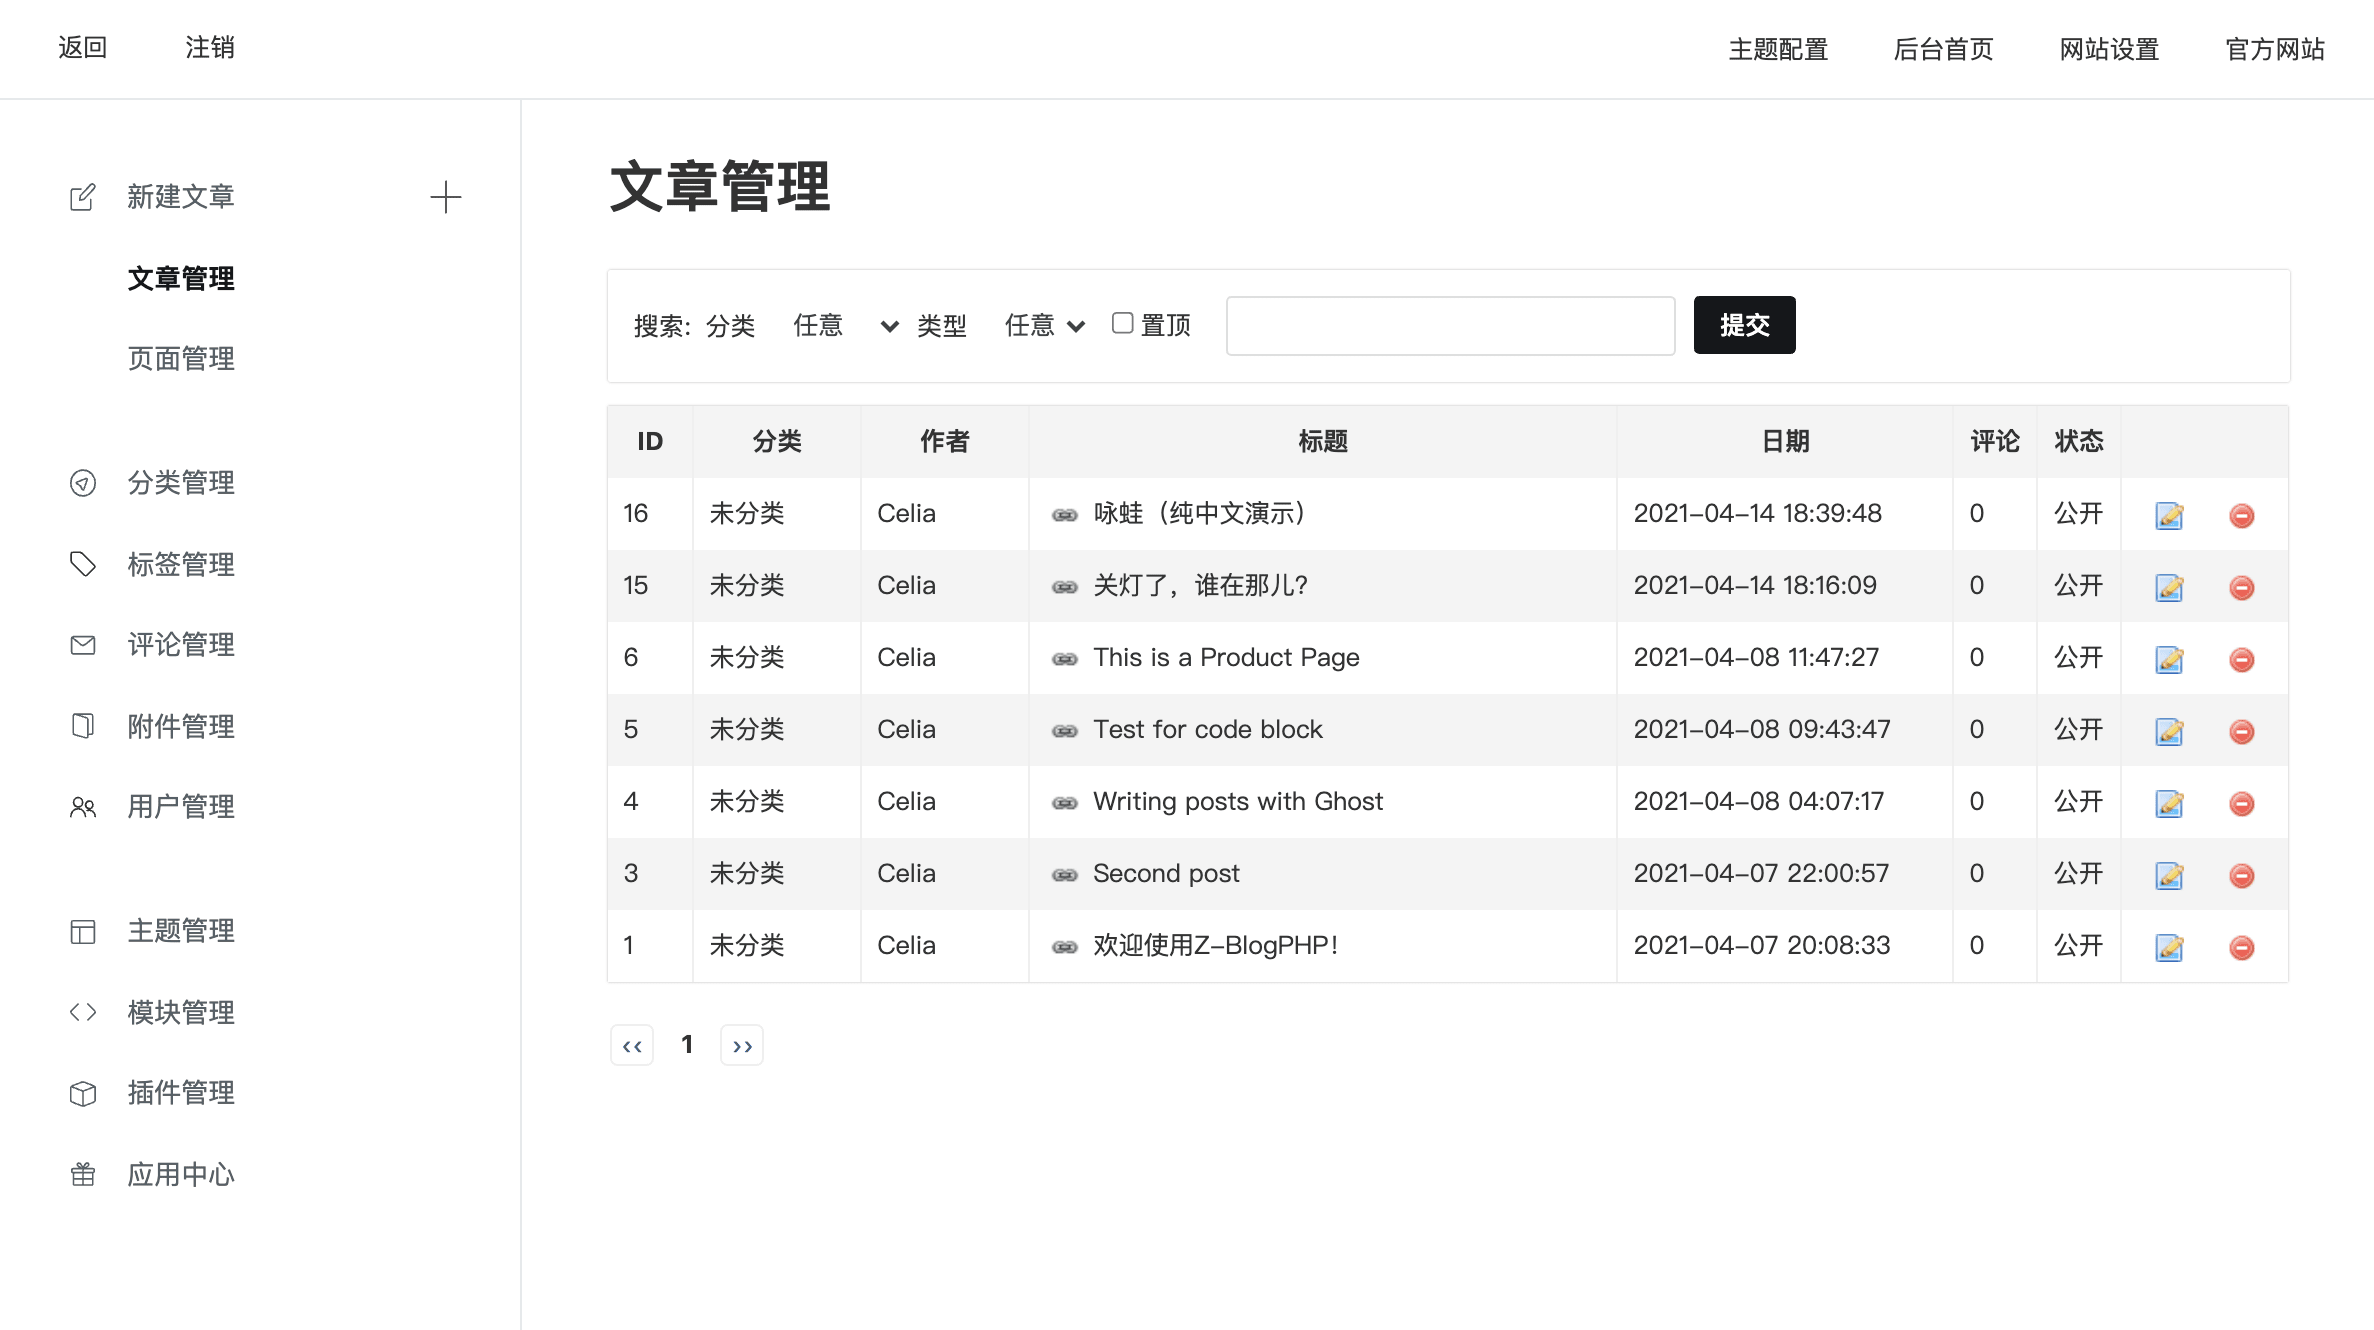 返回 注销 主题配置 后台首页 网站设置 官方网站
新建文章
文章管理
页面管理
分类管理
标签管理
评论管理
附件管理
用户管理
主题管理
模块管理
插件管理
应用中心
文章管理
搜索: 分类 任意 类型 任意 置顶 提交
ID 分类 作者 标题 日期 评论 状态
16 未分类 Celia 咏蛙（纯中文演示） 2021-04-14 18:39:48 0 公开
15 未分类 Celia 关灯了，谁在那儿？ 2021-04-14 18:16:09 0 公开
6 未分类 Celia This is a Product Page 2021-04-08 11:47:27 0 公开
5 未分类 Celia Test for code block 2021-04-08 09:43:47 0 公开
4 未分类 Celia Writing posts with Ghost 2021-04-08 04:07:17 0 公开
3 未分类 Celia Second post 2021-04-07 22:00:57 0 公开
1 未分类 Celia 欢迎使用Z-BlogPHP！ 2021-04-07 20:08:33 0 公开
‹‹ 1 ››